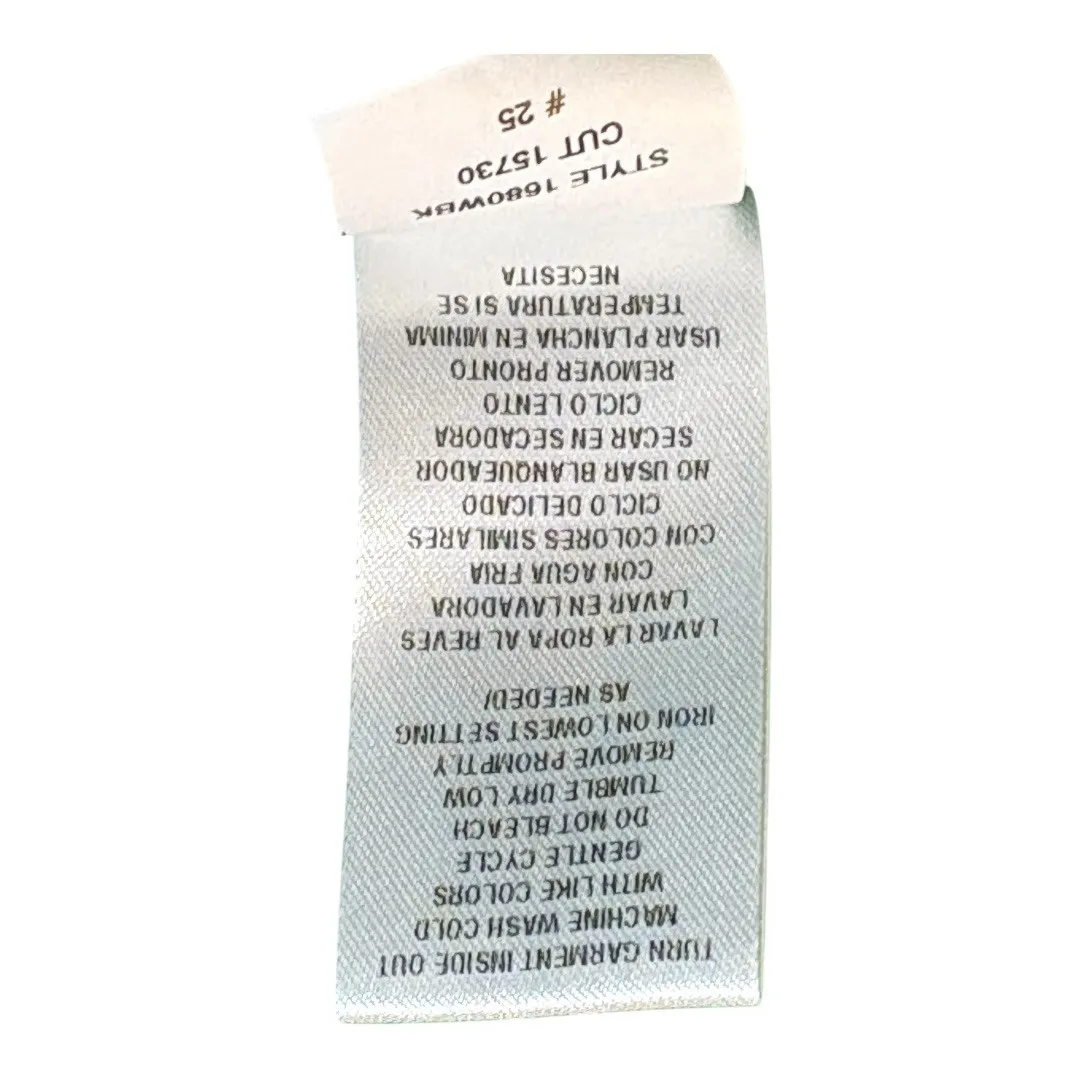 TURN GARMENT INSIDE OUT
MACHINE WASH COLD
WITH LIKE COLORS
GENTLE CYCLE
DO NOT BLEACH
TUMBLE DRY LOW
REMOVE PROMPTLY
IRON ON LOWEST SETTING
AS NEEDED/
LAVAR LA ROPA AL REVES
LAVAR EN LAVADORA
CON AGUA FRIA
CON COLORES SIMILARES
CICLO DELICADO
NO USAR BLANQUEADOR
SECAR EN SECADORA
CICLO LENTO
REMOVER PRONTO
USAR PLANCHA EN MINIMA
TEMPERATURA SI SE
NECESITA
STYLE 1680WBK
CUT 15730
# 25